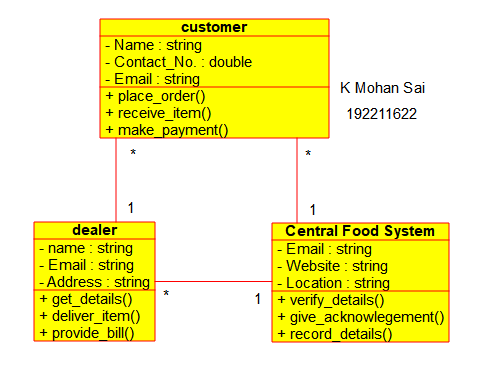 customer
- Name : string
- Contact_No. : double
- Email : string
+ place_order()
+ receive_item()
+ make_payment()
K Mohan Sai
192211622
*
*
1
1
dealer
- name : string
- Email : string
- Address : string
+ get_details()
+ deliver_item()
+ provide_bill()
*
1
Central Food System
- Email : string
- Website : string
- Location : string
+ verify_details()
+ give_acknowlegement()
+ record_details()